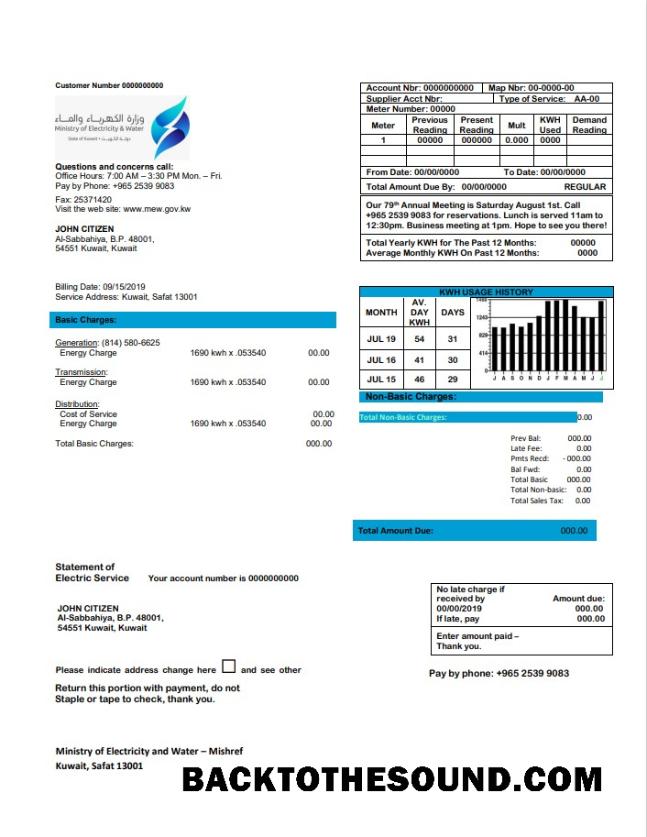 Customer Number 0000000000
وزارة الكهرباء والماء
Ministry of Electricity & Water
State of Kuwait • دولة الكويت
Questions and concerns call:
Office Hours: 7:00 AM – 3:30 PM Mon. – Fri.
Pay by Phone: +965 2539 9083
Fax: 25371420
Visit the web site: www.mew.gov.kw
JOHN CITIZEN
Al-Sabbahiya, B.P. 48001,
54551 Kuwait, Kuwait
Billing Date: 09/15/2019
Service Address: Kuwait, Safat 13001
Basic Charges:
Generation: (814) 580-6625
Energy Charge 1690 kwh x .053540 00.00
Transmission:
Energy Charge 1690 kwh x .053540 00.00
Distribution:
Cost of Service 00.00
Energy Charge 1690 kwh x .053540 00.00
Total Basic Charges: 000.00
Account Nbr: 0000000000 Map Nbr: 00-0000-00
Supplier Acct Nbr: Type of Service: AA-00
Meter Number: 00000
Meter Previous Reading Present Reading Mult KWH Used Demand Reading
1 00000 000000 0.000 0000
From Date: 00/00/0000 To Date: 00/00/0000
Total Amount Due By: 00/00/0000 REGULAR
Our 79th Annual Meeting is Saturday August 1st. Call
+965 2539 9083 for reservations. Lunch is served 11am to
12:30pm. Business meeting at 1pm. Hope to see you there!
Total Yearly KWH for The Past 12 Months: 00000
Average Monthly KWH On Past 12 Months: 0000
KWH USAGE HISTORY
MONTH AV. DAY KWH DAYS
JUL 19 54 31
JUL 16 41 30
JUL 15 46 29
1243
829
414
0
J A S O N D J F M A M J J
Non-Basic Charges:
Total Non-Basic Charges: 0.00
Prev Bal: 000.00
Late Fee: 0.00
Pmts Recd: - 000.00
Bal Fwd: 0.00
Total Basic 000.00
Total Non-basic: 0.00
Total Sales Tax: 0.00
Total Amount Due: 000.00
Statement of
Electric Service Your account number is 0000000000
JOHN CITIZEN
Al-Sabbahiya, B.P. 48001,
54551 Kuwait, Kuwait
No late charge if
received by Amount due:
00/00/2019 000.00
If late, pay 000.00
Enter amount paid –
Thank you.
Please indicate address change here and see other
Return this portion with payment, do not
Staple or tape to check, thank you.
Pay by phone: +965 2539 9083
Ministry of Electricity and Water – Mishref
Kuwait, Safat 13001
BACKTOTHESOUND.COM